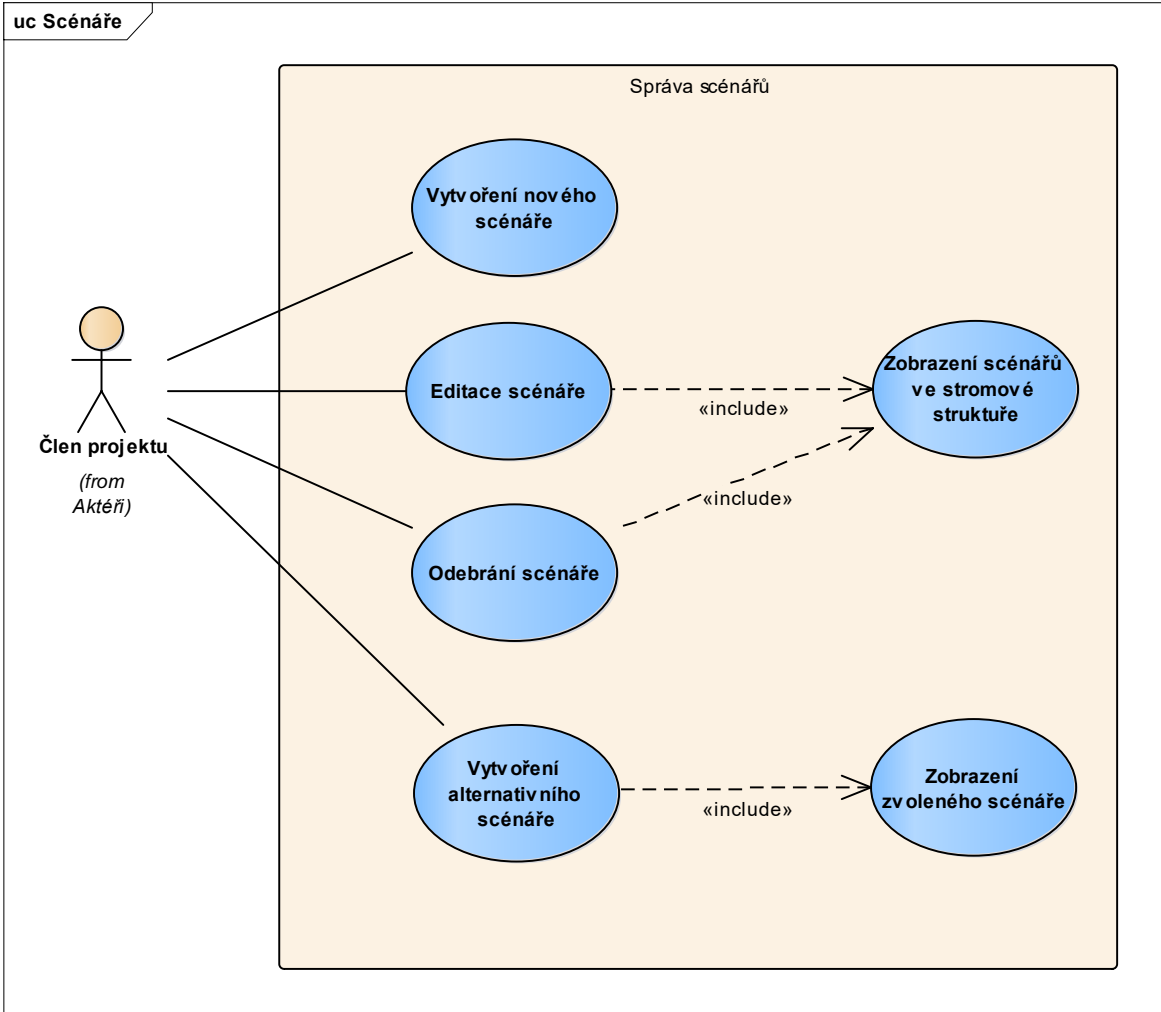 uc Scénáře
Správa scénářů
Vytvoření nového
scénáře
Editace scénáře
«include»
Zobrazení scénářů
ve stromové
struktuře
Člen projektu
(from
Aktéři)
«include»
Odebrání scénáře
Vytvoření
alternativního
scénáře
«include»
Zobrazení
zvoleného scénáře